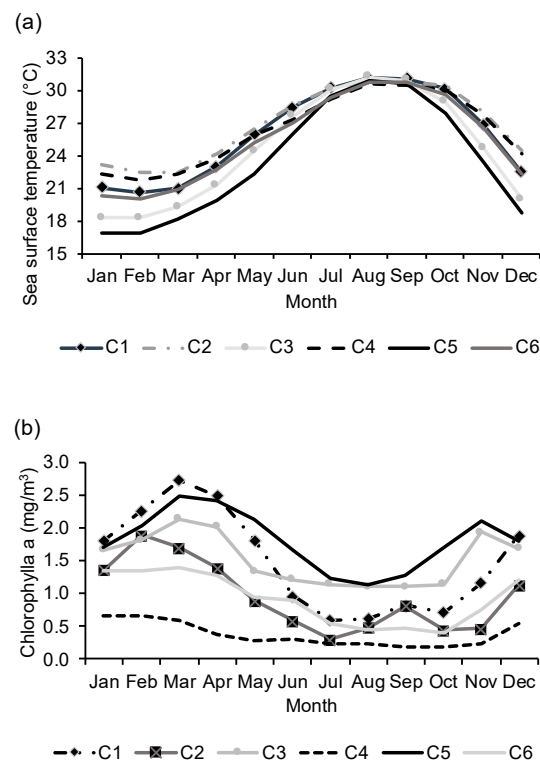 (a)
Sea surface temperature (°C)
33
30
27
24
21
18
15
Jan Feb Mar Apr May Jun Jul Aug Sep Oct Nov Dec
Month
C1 C2 C3 C4 C5 C6
(b)
Chlorophylla a (mg/m³)
3.0
2.5
2.0
1.5
1.0
0.5
0.0
Jan Feb Mar Apr May Jun Jul Aug Sep Oct Nov Dec
Month
C1 C2 C3 C4 C5 C6